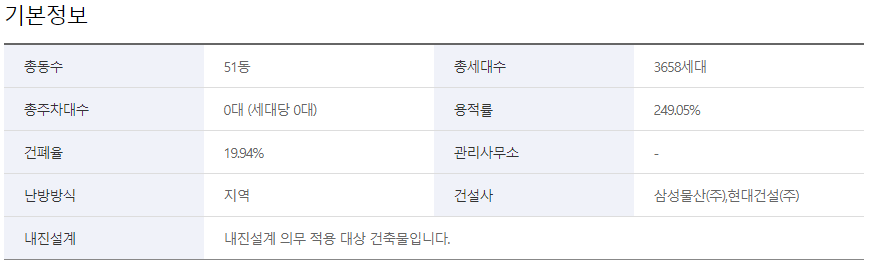 기본정보
총동수 51동 총세대수 3658세대
총주차대수 0대 (세대당 0대) 용적률 249.05%
건폐율 19.94% 관리사무소 -
난방방식 지역 건설사 삼성물산(주),현대건설(주)
내진설계 내진설계 의무 적용 대상 건축물입니다.